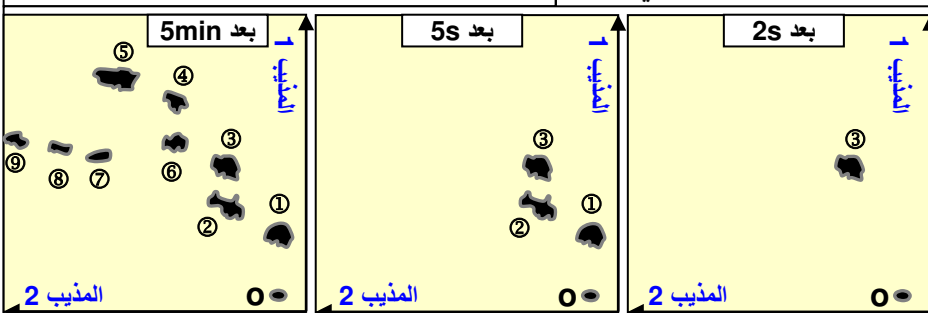 بعد 2s
المذيب 1
③
O
المذيب 2
بعد 5s
المذيب 1
③
①
②
O
المذيب 2
بعد 5min
المذيب 1
⑤
④
③
⑨
⑥
⑧ ⑦
①
②
O
المذيب 2